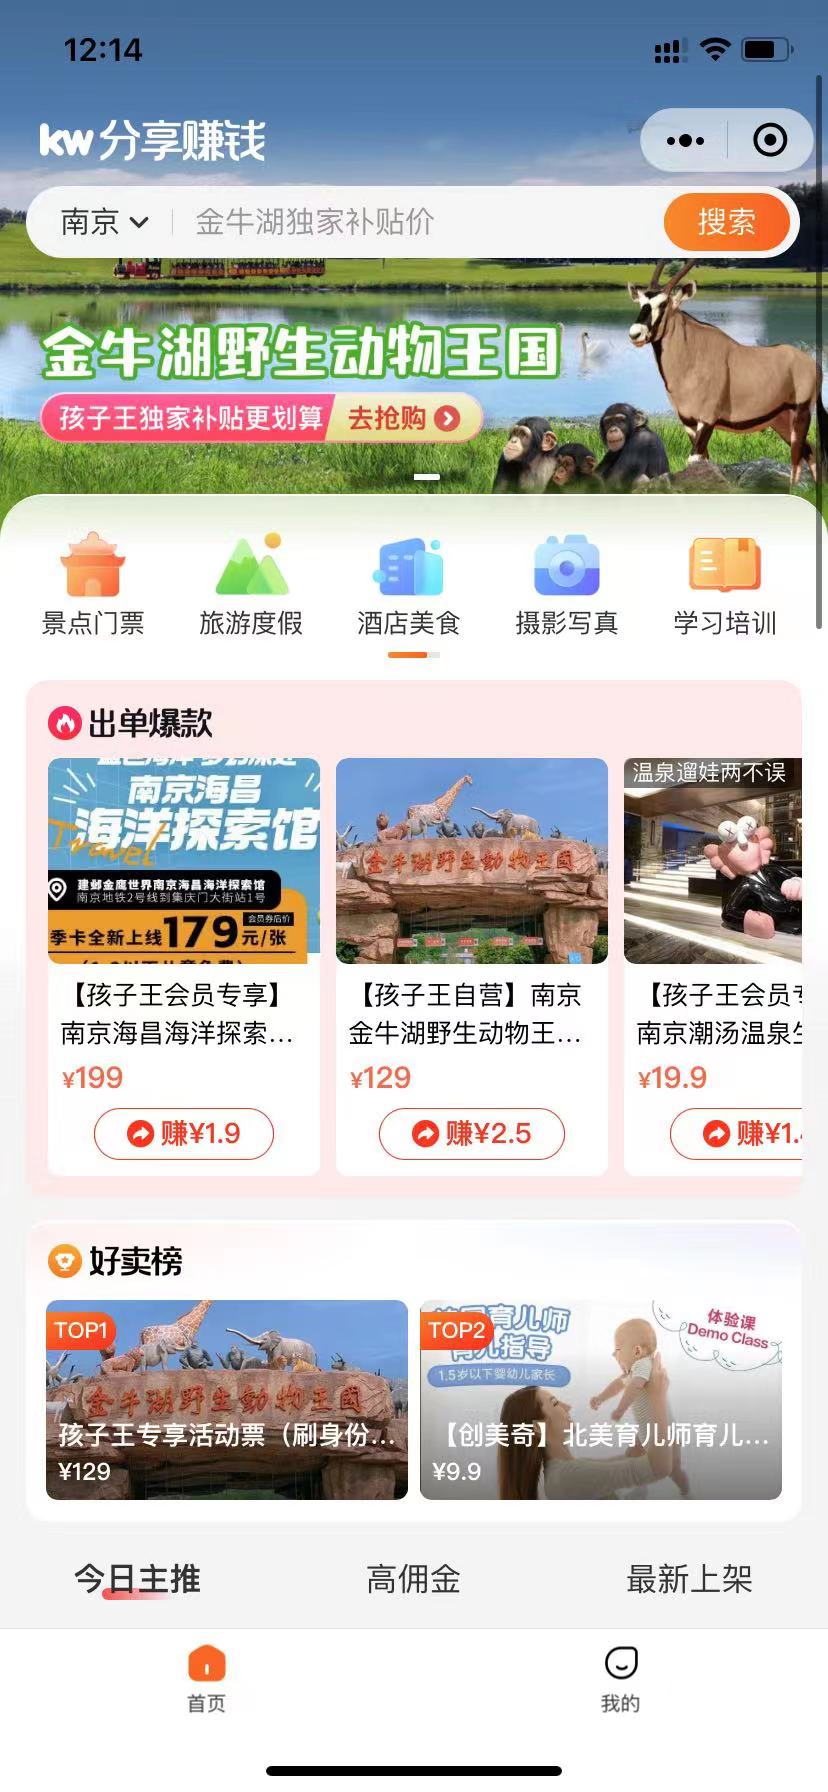 12:14
kw分享赚钱
南京
金牛湖独家补贴价
搜索
金牛湖野生动物王国
孩子王独家补贴更划算
去抢购
景点门票
旅游度假
酒店美食
摄影写真
学习培训
出单爆款
南京海昌
海洋探索馆
Travel
建邺金鹰世界南京海昌海洋探索馆
南京地铁2号线到集庆门大街站1号
会员券后价
季卡全新上线179元/张
【孩子王会员专享】
南京海昌海洋探索...
¥199
赚¥1.9
金牛湖野生動物王國
【孩子王自营】南京
金牛湖野生动物王...
¥129
赚¥2.5
温泉遛娃两不误
【孩子王会员专
南京潮汤温泉生
¥19.9
赚¥1.
好卖榜
TOP1
金牛湖野生動物王國
孩子王专享活动票（刷身份...
¥129
TOP2
育儿师
育儿指导
1.5岁以下婴幼儿家长
体验课
Demo Class
【创美奇】北美育儿师育儿...
¥9.9
今日主推
高佣金
最新上架
首页
我的